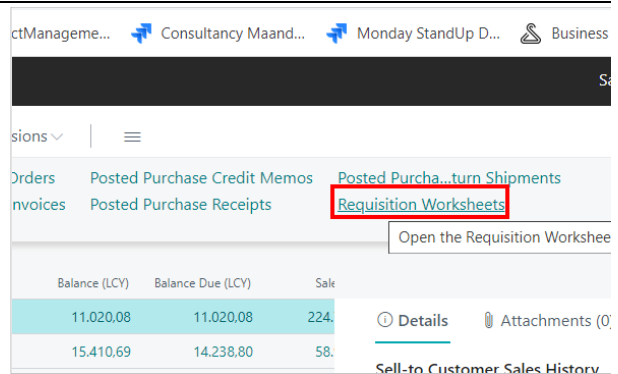 ctManageme... Consultancy Maand... Monday StandUp D... Business
Sa
sions
Orders Posted Purchase Credit Memos Posted Purcha...turn Shipments
nvoices Posted Purchase Receipts Requisition Worksheets
Open the Requisition Workshee
Balance (LCY) Balance Due (LCY) Sale
11.020,08 11.020,08 224.
Details Attachments (0)
15.410,69 14.238,80 58.
Sell-to Customer Sales History